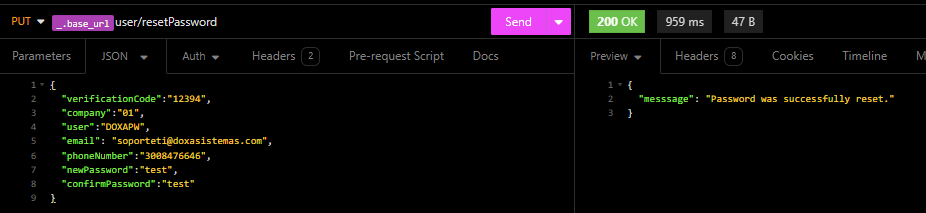 PUT _.base_url user/resetPassword Send 200 OK 959 ms 47 B
Parameters JSON Auth Headers 2 Pre-request Script Docs Preview Headers 8 Cookies Timeline M
1 {
2 "verificationCode":"12394",
3 "company":"01",
4 "user":"DOXAPW",
5 "email": "soporteti@doxasistemas.com",
6 "phoneNumber":"3008476646",
7 "newPassword":"test",
8 "confirmPassword":"test"
9 }
1 {
2 "messsage": "Password was successfully reset."
3 }